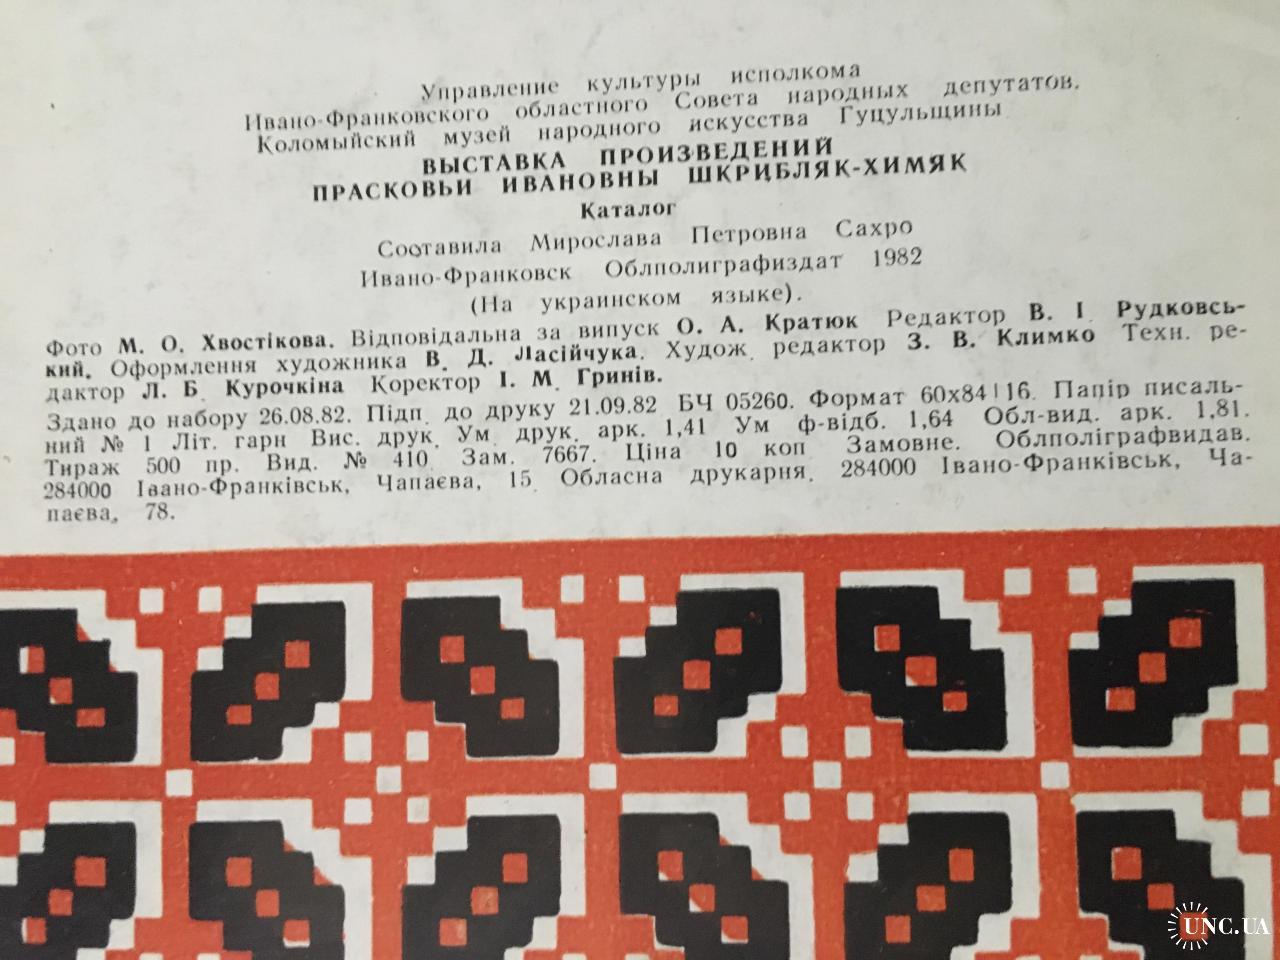 Управление культуры исполкома
Ивано-Франковского областного Совета народных депутатов.
Коломыйский музей народного искусства Гуцульщины
ВЫСТАВКА ПРОИЗВЕДЕНИЙ
ПРАСКОВЬИ ИВАНОВНЫ ШКРИБЛЯК-ХИМЯК
Каталог
Составила Мирослава Петровна Сахро
Ивано-Франковск Облполиграфиздат 1982
(На украинском языке).
Фото М. О. Хвостікова. Відповідальна за випуск О. А. Кратюк Редактор В. І Рудковсь-
кий. Оформлення художника В. Д. Ласійчука. Худож. редактор З. В. Климко Техн. ре-
дактор Л. Б. Курочкіна Коректор І. М. Гринів.
Здано до набору 26.08.82. Підп. до друку 21.09.82 БЧ 05260. Формат 60х84|16. Папір писаль-
ний № 1 Літ. гарн Вис. друк. Ум. друк. арк. 1,41 Ум ф-відб. 1,64 Обл-вид. арк. 1,81.
Тираж 500 пр. Вид. № 410 Зам. 7667. Ціна 10 коп Замовне. Облполіграфвидав.
284000 Івано-Франківськ, Чапаєва, 15. Обласна друкарня. 284000 Івано-Франківськ, Ча-
паєва, 78.
UNC.UA